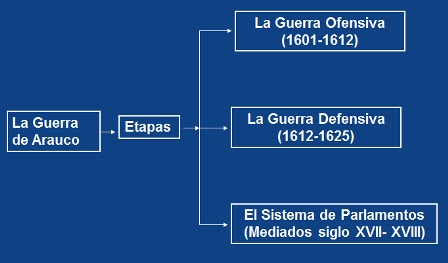 La Guerra Ofensiva
(1601-1612)
La Guerra
de Arauco
Etapas
La Guerra Defensiva
(1612-1625)
El Sistema de Parlamentos
(Mediados siglo XVII- XVIII)